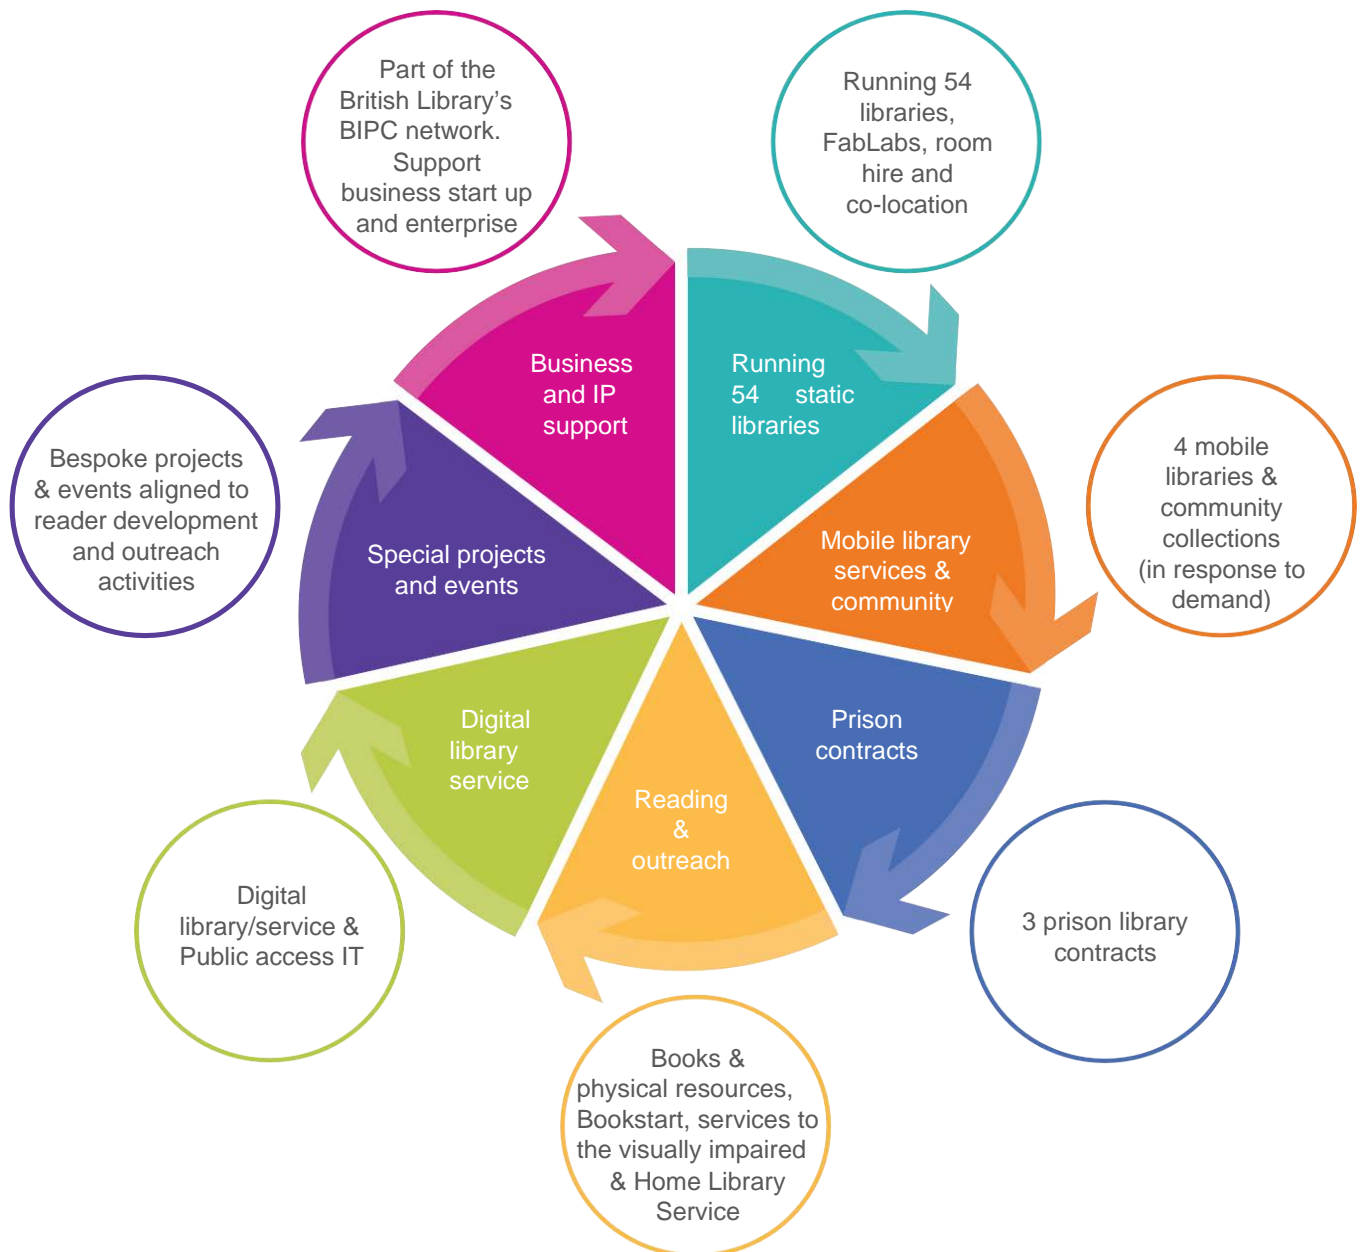 Part of the
British Library’s
BIPC network.
Support
business start up
and enterprise
Running 54
libraries,
FabLabs, room
hire and
co-location
Business
and IP
support
Running
54 static
libraries
4 mobile
libraries &
community
collections
(in response to
demand)
Bespoke projects
& events aligned to
reader development
and outreach
activities
Special projects
and events
Mobile library
services &
community
Digital
library
service
Prison
contracts
Reading
&
outreach
Digital
library/service &
Public access IT
3 prison library
contracts
Books &
physical resources,
Bookstart, services to
the visually impaired
& Home Library
Service